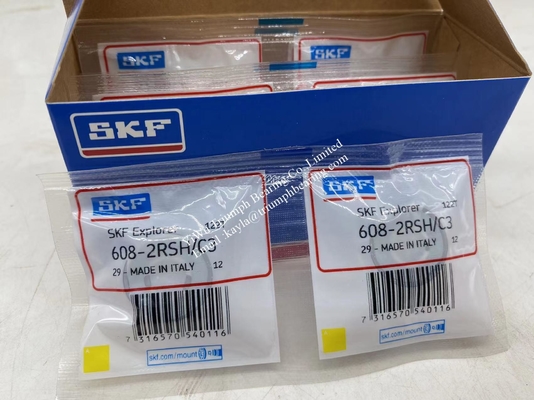 SKF
SKF
SKF
SKF
SKF Explorer 122T
608-2RSH/C3
29 - MADE IN ITALY 12
7 316570 540116
skf.com/mount
SKF
SKF Explorer 122T
608-2RSH/C3
29 - MADE IN ITALY 12
7 316570 540116
skf.com/mount
Triumph Bearing Co. Limited
kayla@triumphbearing.com